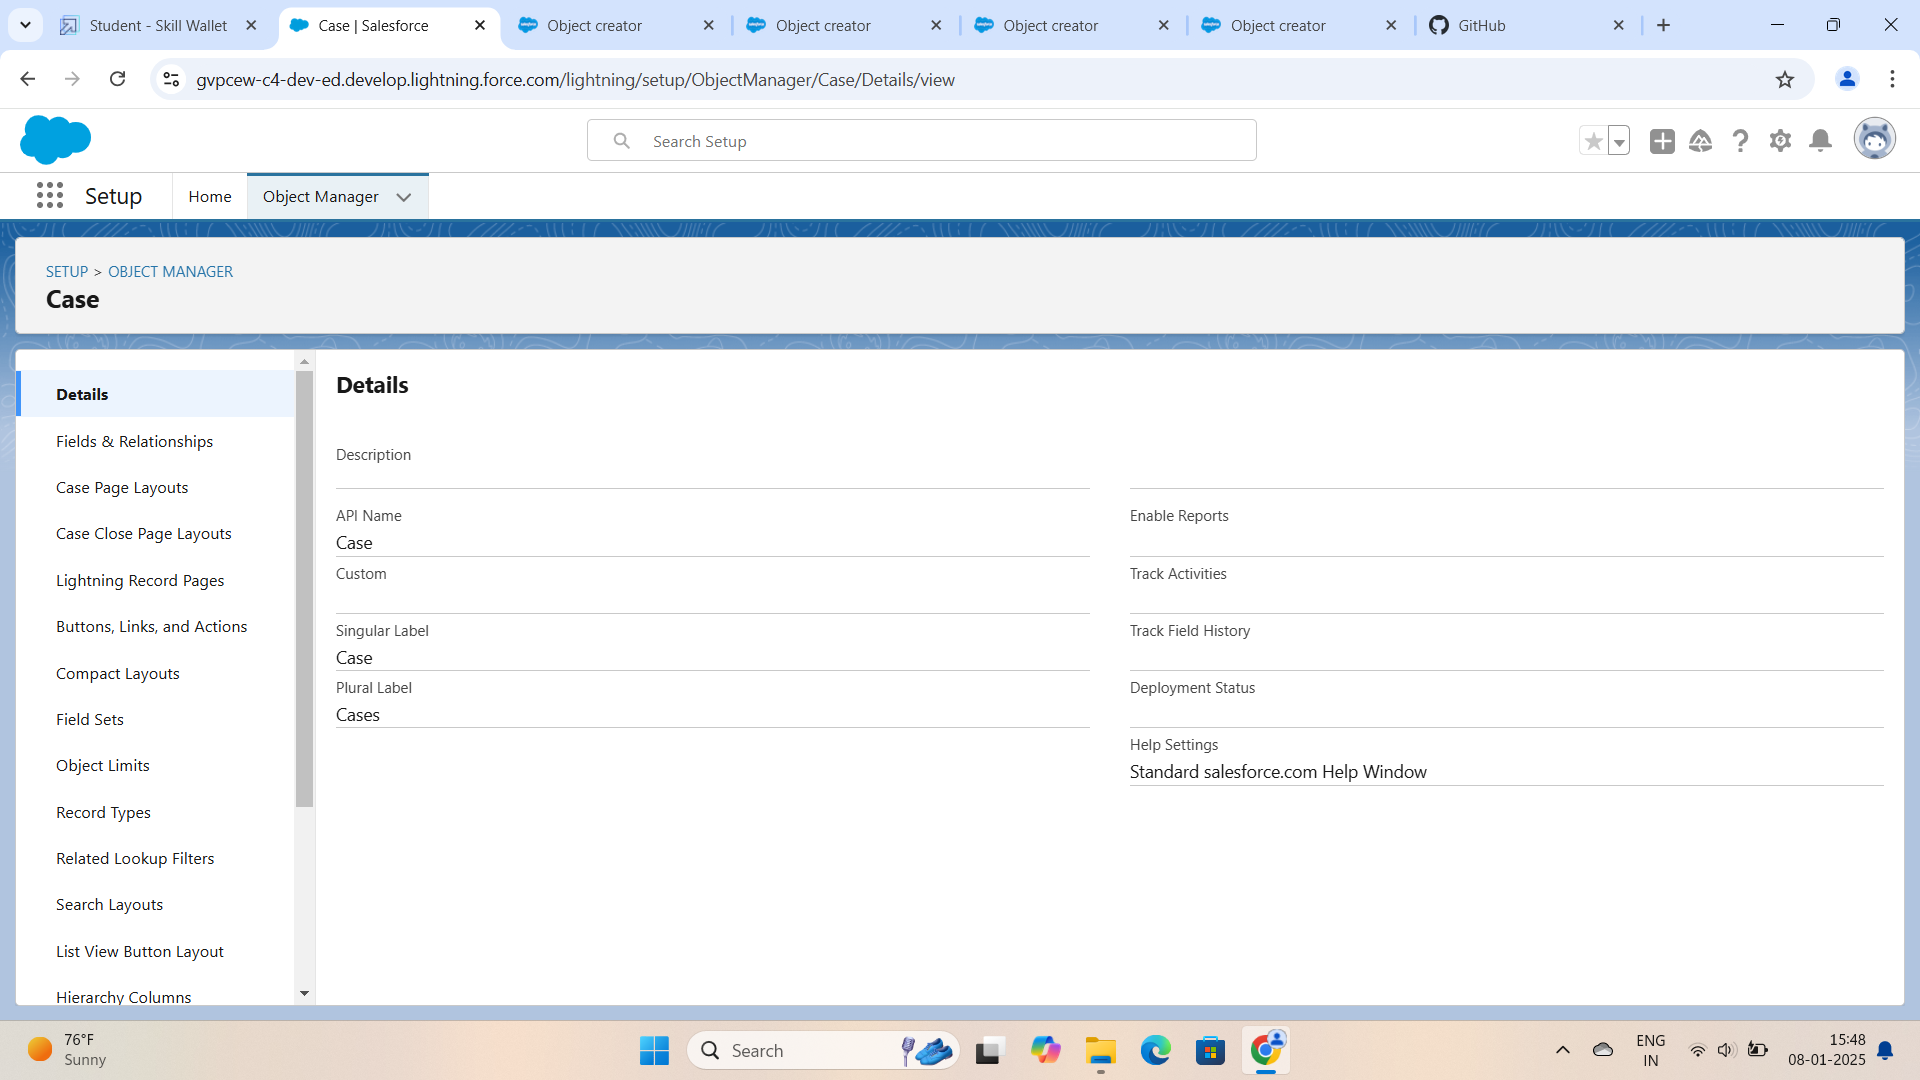 Student - Skill Wallet
Case | Salesforce
Object creator
Object creator
Object creator
Object creator
GitHub
gvpcew-c4-dev-ed.develop.lightning.force.com/lightning/setup/ObjectManager/Case/Details/view
Search Setup
Setup
Home
Object Manager
SETUP > OBJECT MANAGER
Case
Details
Fields & Relationships
Case Page Layouts
Case Close Page Layouts
Lightning Record Pages
Buttons, Links, and Actions
Compact Layouts
Field Sets
Object Limits
Record Types
Related Lookup Filters
Search Layouts
List View Button Layout
Hierarchy Columns
Details
Description
API Name
Case
Custom
Singular Label
Case
Plural Label
Cases
Enable Reports
Track Activities
Track Field History
Deployment Status
Help Settings
Standard salesforce.com Help Window
76°F
Sunny
Search
ENG
IN
15:48
08-01-2025